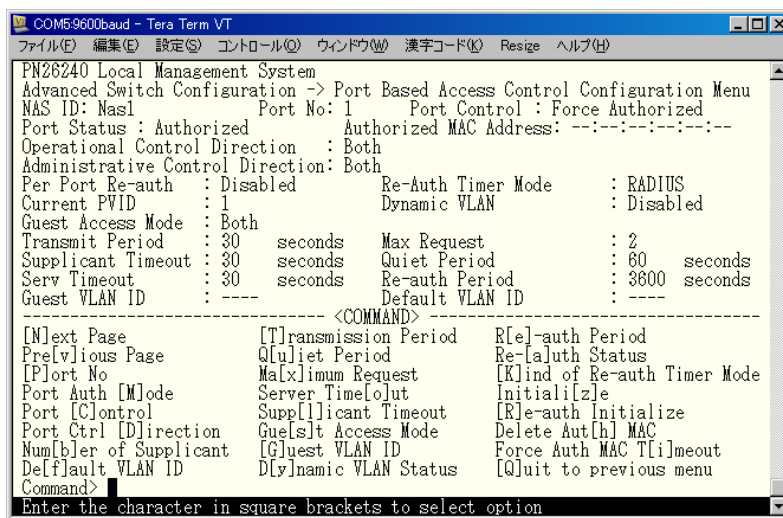 COM5:9600baud - Tera Term VT
ファイル(F) 編集(E) 設定(S) コントロール(O) ウィンドウ(W) 漢字コード(K) Resize ヘルプ(H)
PN26240 Local Management System
Advanced Switch Configuration -> Port Based Access Control Configuration Menu
NAS ID: Nas1 Port No: 1 Port Control : Force Authorized
Port Status : Authorized Authorized MAC Address: --:--:--:--:--:--
Operational Control Direction : Both
Administrative Control Direction: Both
Per Port Re-auth : Disabled Re-Auth Timer Mode : RADIUS
Current PVID : 1 Dynamic VLAN : Disabled
Guest Access Mode : Both
Transmit Period : 30 seconds Max Request : 2
Supplicant Timeout : 30 seconds Quiet Period : 60 seconds
Serv Timeout : 30 seconds Re-auth Period : 3600 seconds
Guest VLAN ID : ---- Default VLAN ID : ----
------------------------------- <COMMAND> ----------------------------------
[N]ext Page [T]ransmission Period R[e]-auth Period
Pre[v]ious Page Q[u]iet Period Re-[a]uth Status
[P]ort No Ma[x]imum Request [K]ind of Re-auth Timer Mode
Port Auth [M]ode Server Time[o]ut Initiali[z]e
Port [C]ontrol Supp[l]icant Timeout [R]e-auth Initialize
Port Ctrl [D]irection Gue[s]t Access Mode Delete Aut[h] MAC
Num[b]er of Supplicant [G]uest VLAN ID Force Auth MAC T[i]meout
De[f]ault VLAN ID D[y]namic VLAN Status [Q]uit to previous menu
Command>
Enter the character in square brackets to select option